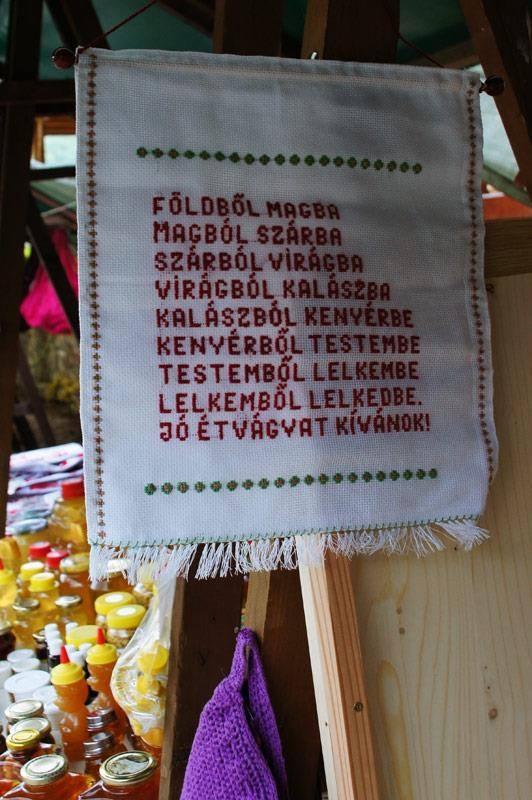 FÖLDBŐL MAGBA
MAGBÓL SZÁRBA
SZÁRBÓL VIRÁGBA
VIRÁGBÓL KALÁSZBA
KALÁSZBÓL KENYÉRBE
KENYÉRBŐL TESTEMBE
TESTEMBŐL LELKEMBE
LELKEMBŐL LELKEDBE.
JÓ ÉTVÁGYAT KÍVÁNOK!